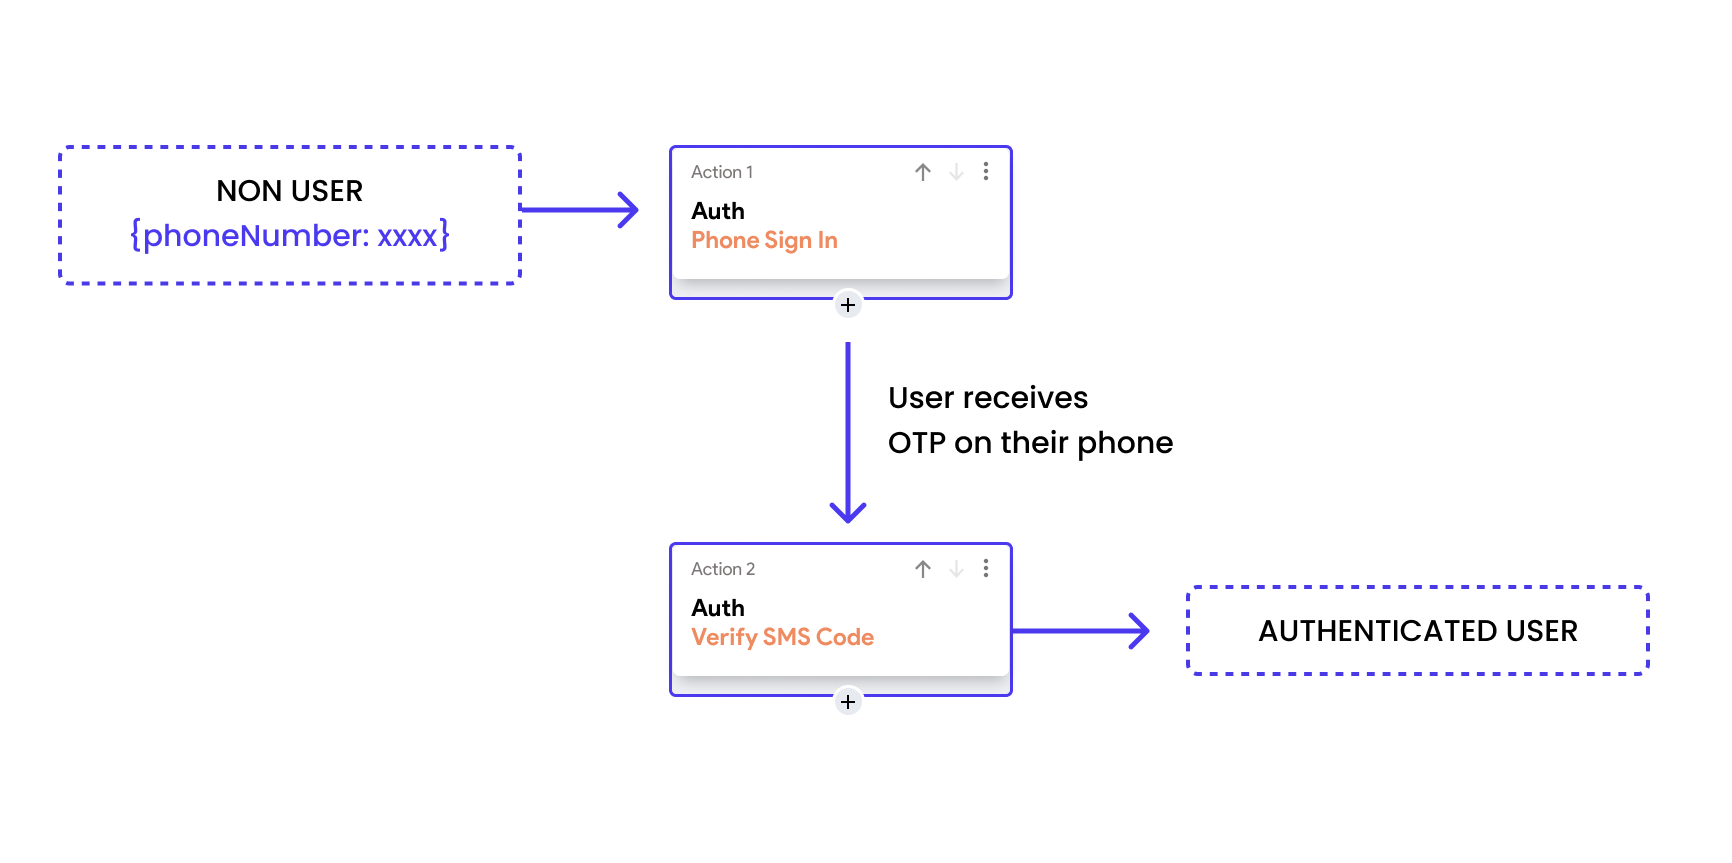 NON USER
{phoneNumber: xxxx}
Action 1
Auth
Phone Sign In
User receives
OTP on their phone
Action 2
Auth
Verify SMS Code
AUTHENTICATED USER